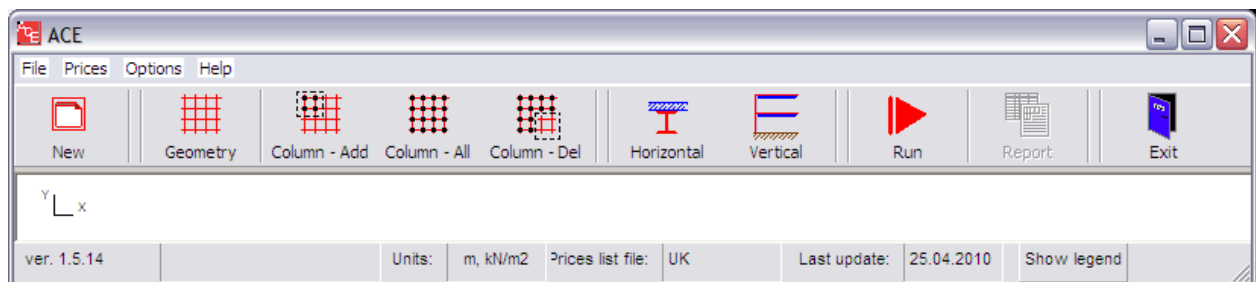 ACE
File Prices Options Help
New Geometry Column - Add Column - All Column - Del Horizontal Vertical Run Report Exit
Y
X
ver. 1.5.14 Units: m, kN/m2 Prices list file: UK Last update: 25.04.2010 Show legend